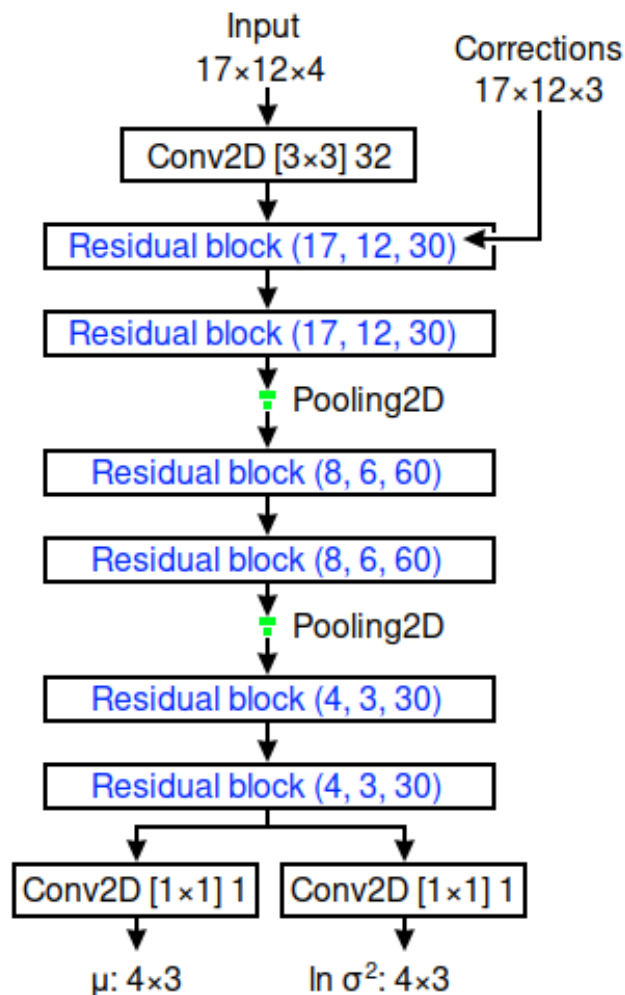 Input
17×12×4
Corrections
17×12×3
Conv2D [3×3] 32
Residual block (17, 12, 30)
Residual block (17, 12, 30)
Pooling2D
Residual block (8, 6, 60)
Residual block (8, 6, 60)
Pooling2D
Residual block (4, 3, 30)
Residual block (4, 3, 30)
Conv2D [1×1] 1
Conv2D [1×1] 1
μ: 4×3
ln σ²: 4×3